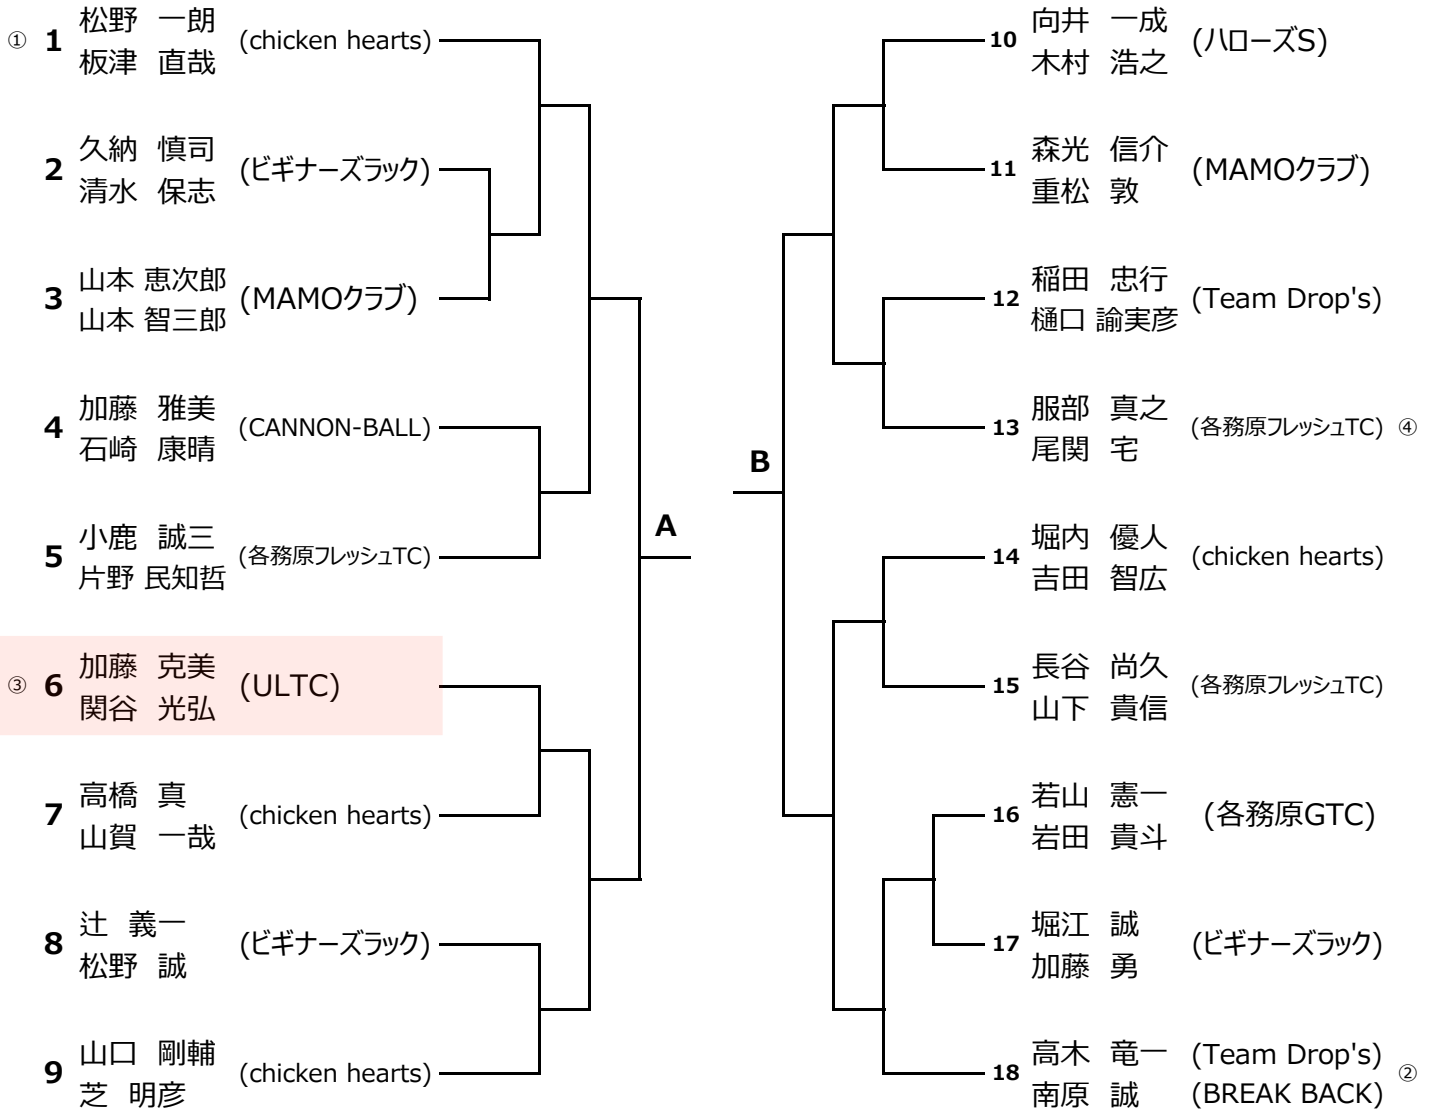 ① 1 松野 一朗 (chicken hearts)
板津 直哉
2 久納 慎司 (ビギナーズラック)
清水 保志
3 山本 恵次郎 (MAMOクラブ)
山本 智三郎
4 加藤 雅美 (CANNON-BALL)
石崎 康晴
5 小鹿 誠三 (各務原フレッシュTC)
片野 民知哲
③ 6 加藤 克美 (ULTC)
関谷 光弘
7 高橋 真 (chicken hearts)
山賀 一哉
8 辻 義一 (ビギナーズラック)
松野 誠
9 山口 剛輔 (chicken hearts)
芝 明彦
A
B
10 向井 一成 (ハローズS)
木村 浩之
11 森光 信介 (MAMOクラブ)
重松 敦
12 稲田 忠行 (Team Drop's)
樋口 諭実彦
13 服部 真之 (各務原フレッシュTC) ④
尾関 宅
14 堀内 優人 (chicken hearts)
吉田 智広
15 長谷 尚久 (各務原フレッシュTC)
山下 貴信
16 若山 憲一 (各務原GTC)
岩田 貴斗
17 堀江 誠 (ビギナーズラック)
加藤 勇
18 高木 竜一 (Team Drop's) ②
南原 誠 (BREAK BACK)